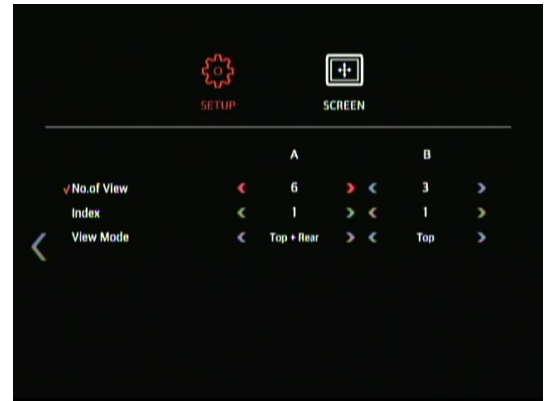 SETUP SCREEN
A B
No.of View 6 3
Index 1 1
View Mode Top + Rear Top